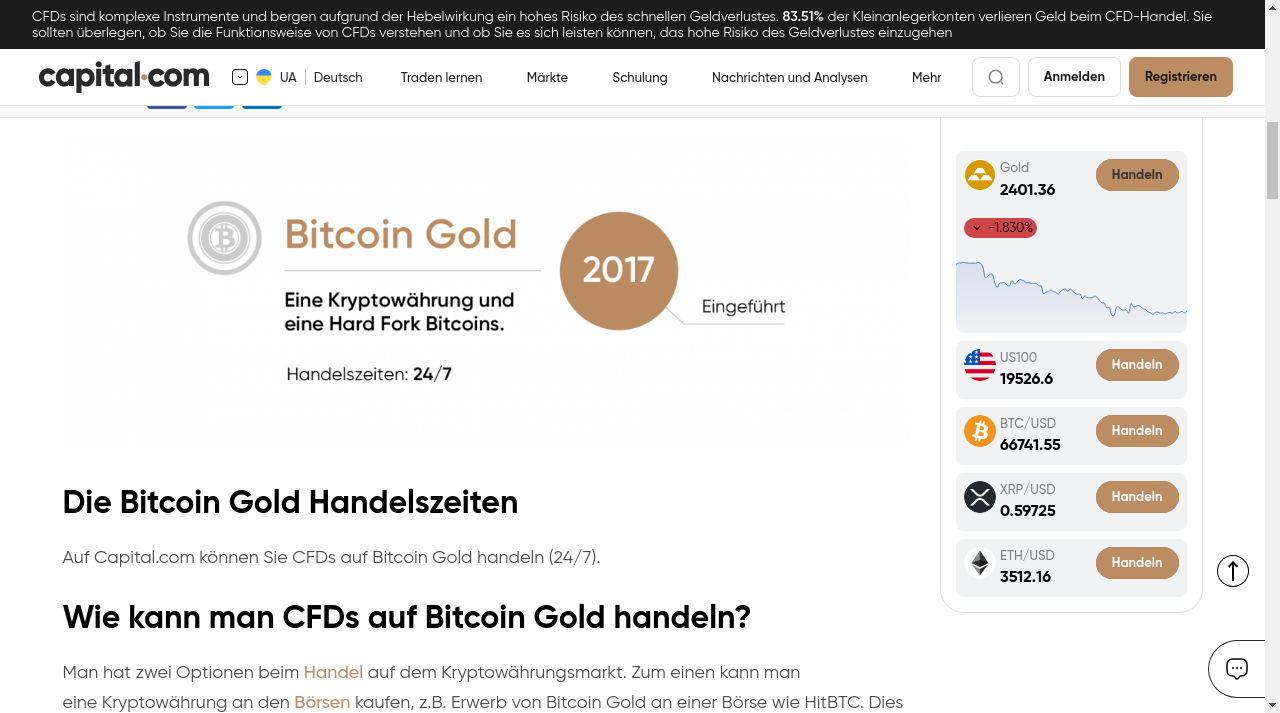 CFDs sind komplexe Instrumente und bergen aufgrund der Hebelwirkung ein hohes Risiko des schnellen Geldverlustes. 83.51% der Kleinanlegerkonten verlieren Geld beim CFD-Handel. Sie
sollten überlegen, ob Sie die Funktionsweise von CFDs verstehen und ob Sie es sich leisten können, das hohe Risiko des Geldverlustes einzugehen
capital.com UA Deutsch Traden lernen Märkte Schulung Nachrichten und Analysen Mehr Anmelden Registrieren
Bitcoin Gold
Eine Kryptowährung und
eine Hard Fork Bitcoins.
Handelszeiten: 24/7
2017
Eingeführt
Die Bitcoin Gold Handelszeiten
Auf Capital.com können Sie CFDs auf Bitcoin Gold handeln (24/7).
Wie kann man CFDs auf Bitcoin Gold handeln?
Man hat zwei Optionen beim Handel auf dem Kryptowährungsmarkt. Zum einen kann man
eine Kryptowährung an den Börsen kaufen, z.B. Erwerb von Bitcoin Gold an einer Börse wie HitBTC. Dies
Gold
2401.36
Handeln
-1.830%
US100
19526.6
Handeln
BTC/USD
66741.55
Handeln
XRP/USD
0.59725
Handeln
ETH/USD
3512.16
Handeln